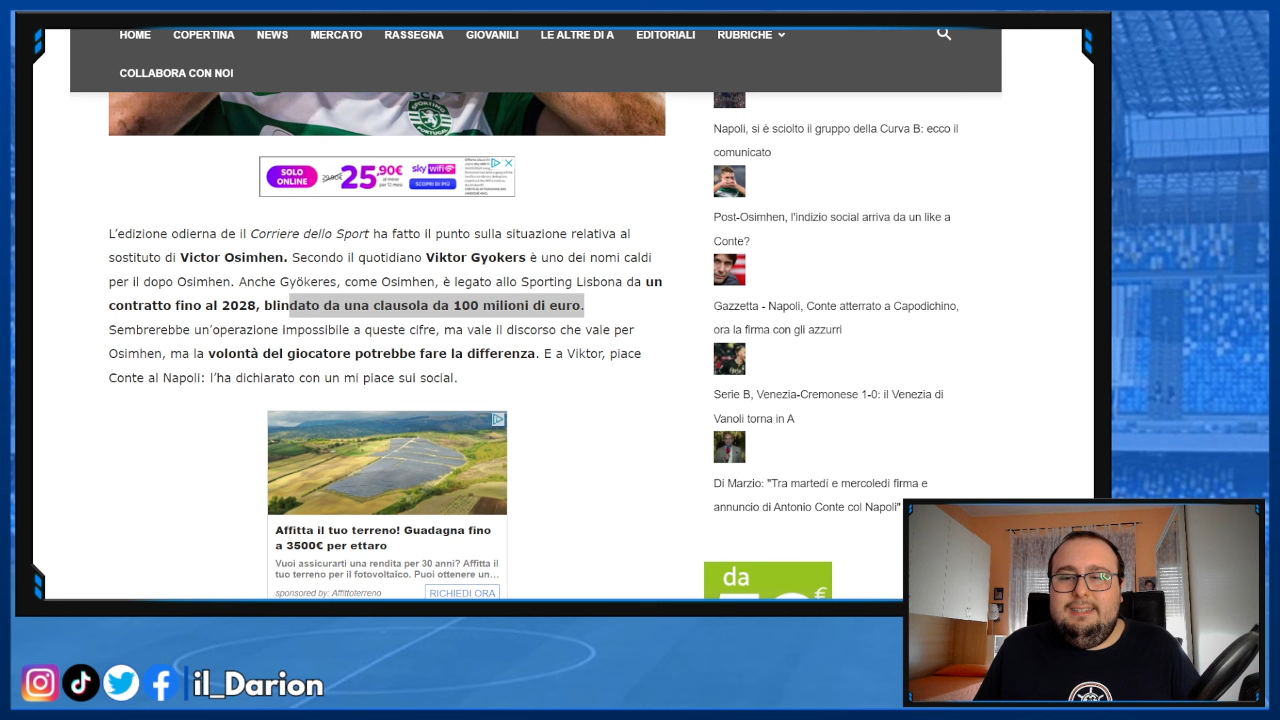 HOME COPERTINA NEWS MERCATO RASSEGNA GIOVANILI LE ALTRE DI A EDITORIALI RUBRICHE
COLLABORA CON NOI
SPORTING
PORTUGAL
SOLO
ONLINE
25,90€
sky wifi
SCOPRI DI PIÙ
L'edizione odierna de il Corriere dello Sport ha fatto il punto sulla situazione relativa al
sostituto di Victor Osimhen. Secondo il quotidiano Viktor Gyokers è uno dei nomi caldi
per il dopo Osimhen. Anche Gyökeres, come Osimhen, è legato allo Sporting Lisbona da un
contratto fino al 2028, blindato da una clausola da 100 milioni di euro.
Sembrerebbe un'operazione impossibile a queste cifre, ma vale il discorso che vale per
Osimhen, ma la volontà del giocatore potrebbe fare la differenza. E a Viktor, piace
Conte al Napoli: l'ha dichiarato con un mi piace sui social.
Affitta il tuo terreno! Guadagna fino
a 3500€ per ettaro
Vuoi assicurarti una rendita per 30 anni? Affitta il
tuo terreno per il fotovoltaico. Puoi ottenere un...
sponsored by: Affittoterreno
RICHIEDI ORA
Napoli, si è sciolto il gruppo della Curva B: ecco il
comunicato
Post-Osimhen, l'indizio social arriva da un like a
Conte?
Gazzetta - Napoli, Conte atterrato a Capodichino,
ora la firma con gli azzurri
Serie B, Venezia-Cremonese 1-0: il Venezia di
Vanoli torna in A
Di Marzio: "Tra martedì e mercoledì firma e
annuncio di Antonio Conte col Napoli"
da
€
il_Darion